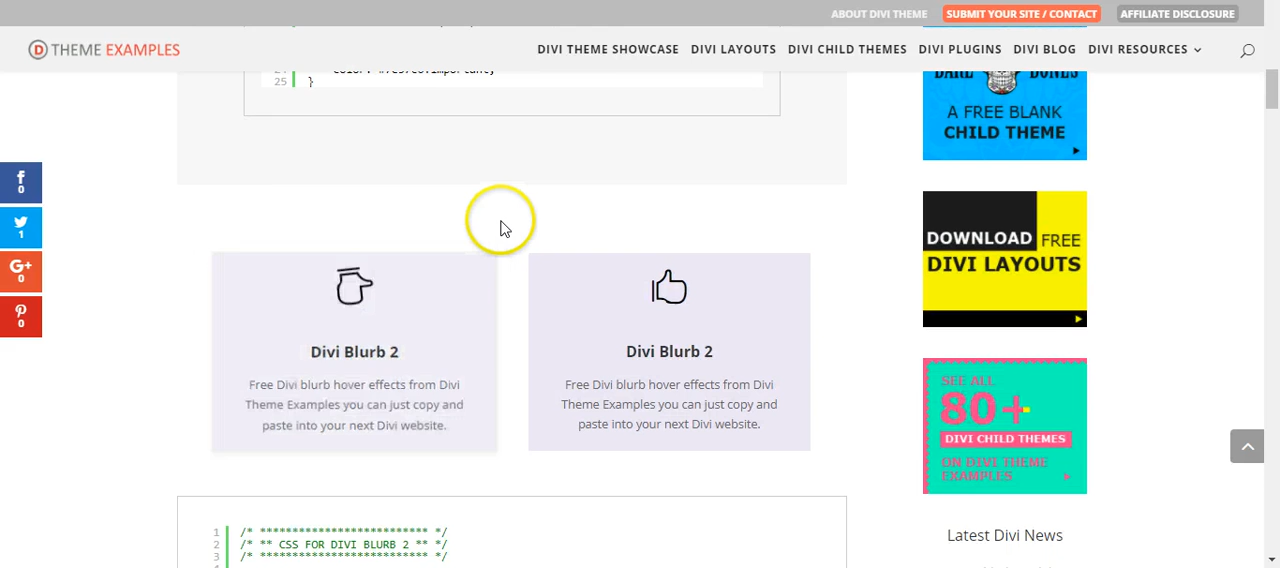 ABOUT DIVI THEME
SUBMIT YOUR SITE / CONTACT
AFFILIATE DISCLOSURE
D THEME EXAMPLES
DIVI THEME SHOWCASE
DIVI LAYOUTS
DIVI CHILD THEMES
DIVI PLUGINS
DIVI BLOG
DIVI RESOURCES
25 }
f
0
1
G+
0
0
Divi Blurb 2
Free Divi blurb hover effects from Divi
Theme Examples you can just copy and
paste into your next Divi website.
Divi Blurb 2
Free Divi blurb hover effects from Divi
Theme Examples you can just copy and
paste into your next Divi website.
1 /* ************************** */
2 /* ** CSS FOR DIVI BLURB 2 ** */
3 /* ************************** */
BONES
A FREE BLANK
CHILD THEME
DOWNLOAD FREE
DIVI LAYOUTS
SEE ALL
80+
DIVI CHILD THEMES
ON DIVI THEME
EXAMPLES
Latest Divi News